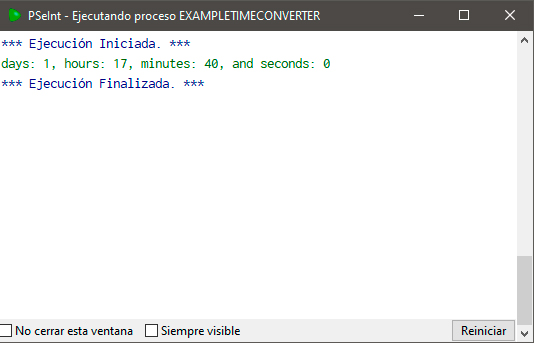 PSeInt - Ejecutando proceso EXAMPLETIMECONVERTER
*** Ejecución Iniciada. ***
days: 1, hours: 17, minutes: 40, and seconds: 0
*** Ejecución Finalizada. ***
No cerrar esta ventana Siempre visible Reiniciar